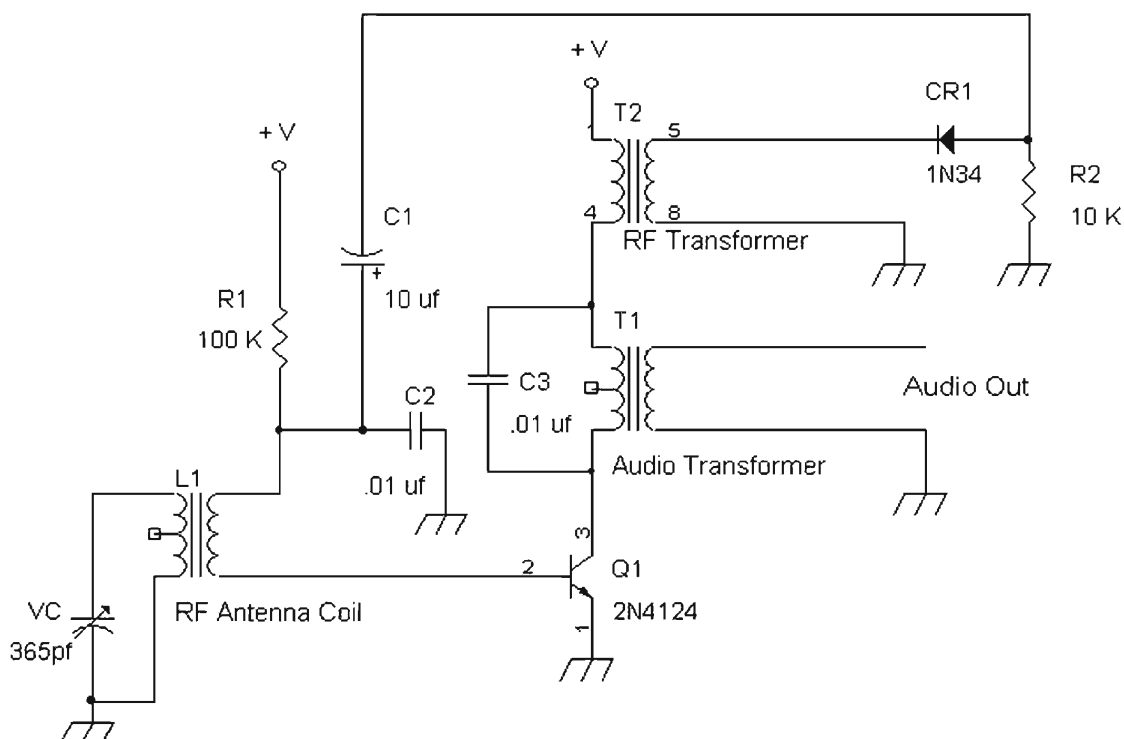 + V
T2
CR1
5
1N34
R2
10 K
+ V
C1
4
8
RF Transformer
+
10 uf
R1
100 K
T1
C3
.01 uf
Audio Out
C2
.01 uf
Audio Transformer
L1
3
2
Q1
2N4124
1
RF Antenna Coil
VC
365pf